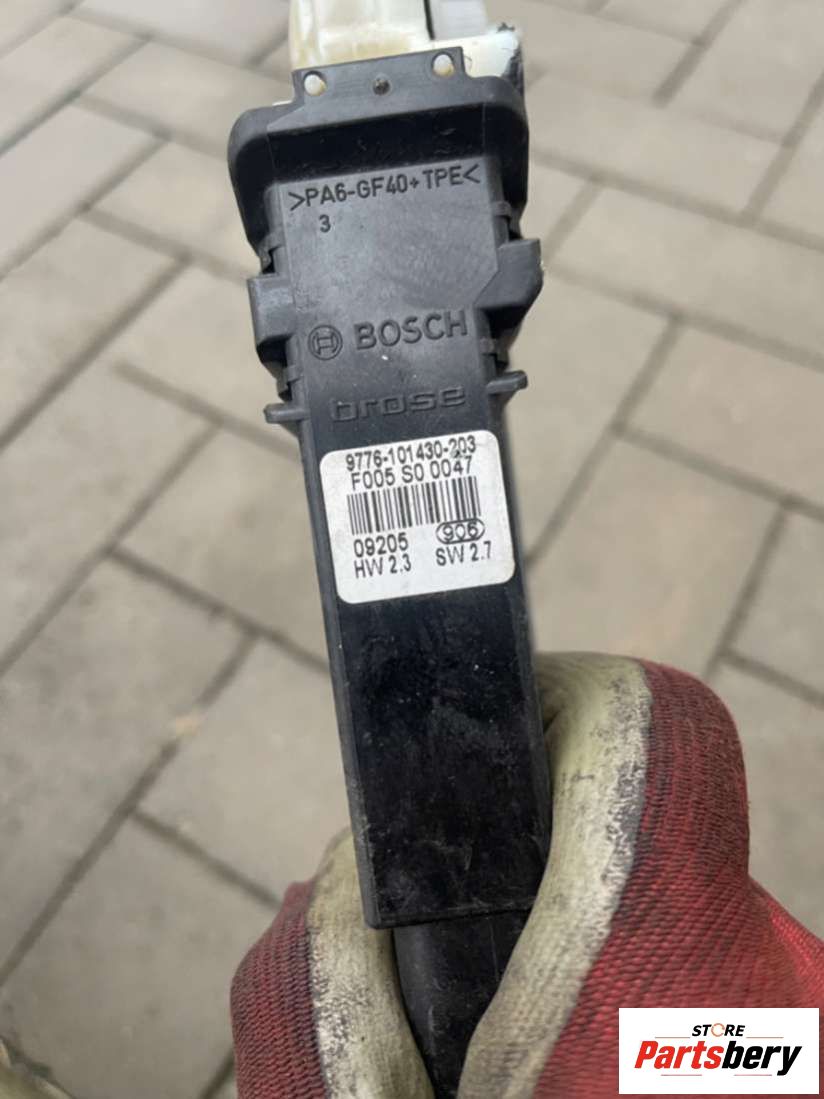 >PA6-GF40+TPE<
3
BOSCH
brose
9776-101430-203
F005 S0 0047
09205 906
HW 2.3 SW 2.7
STORE
Partsbery